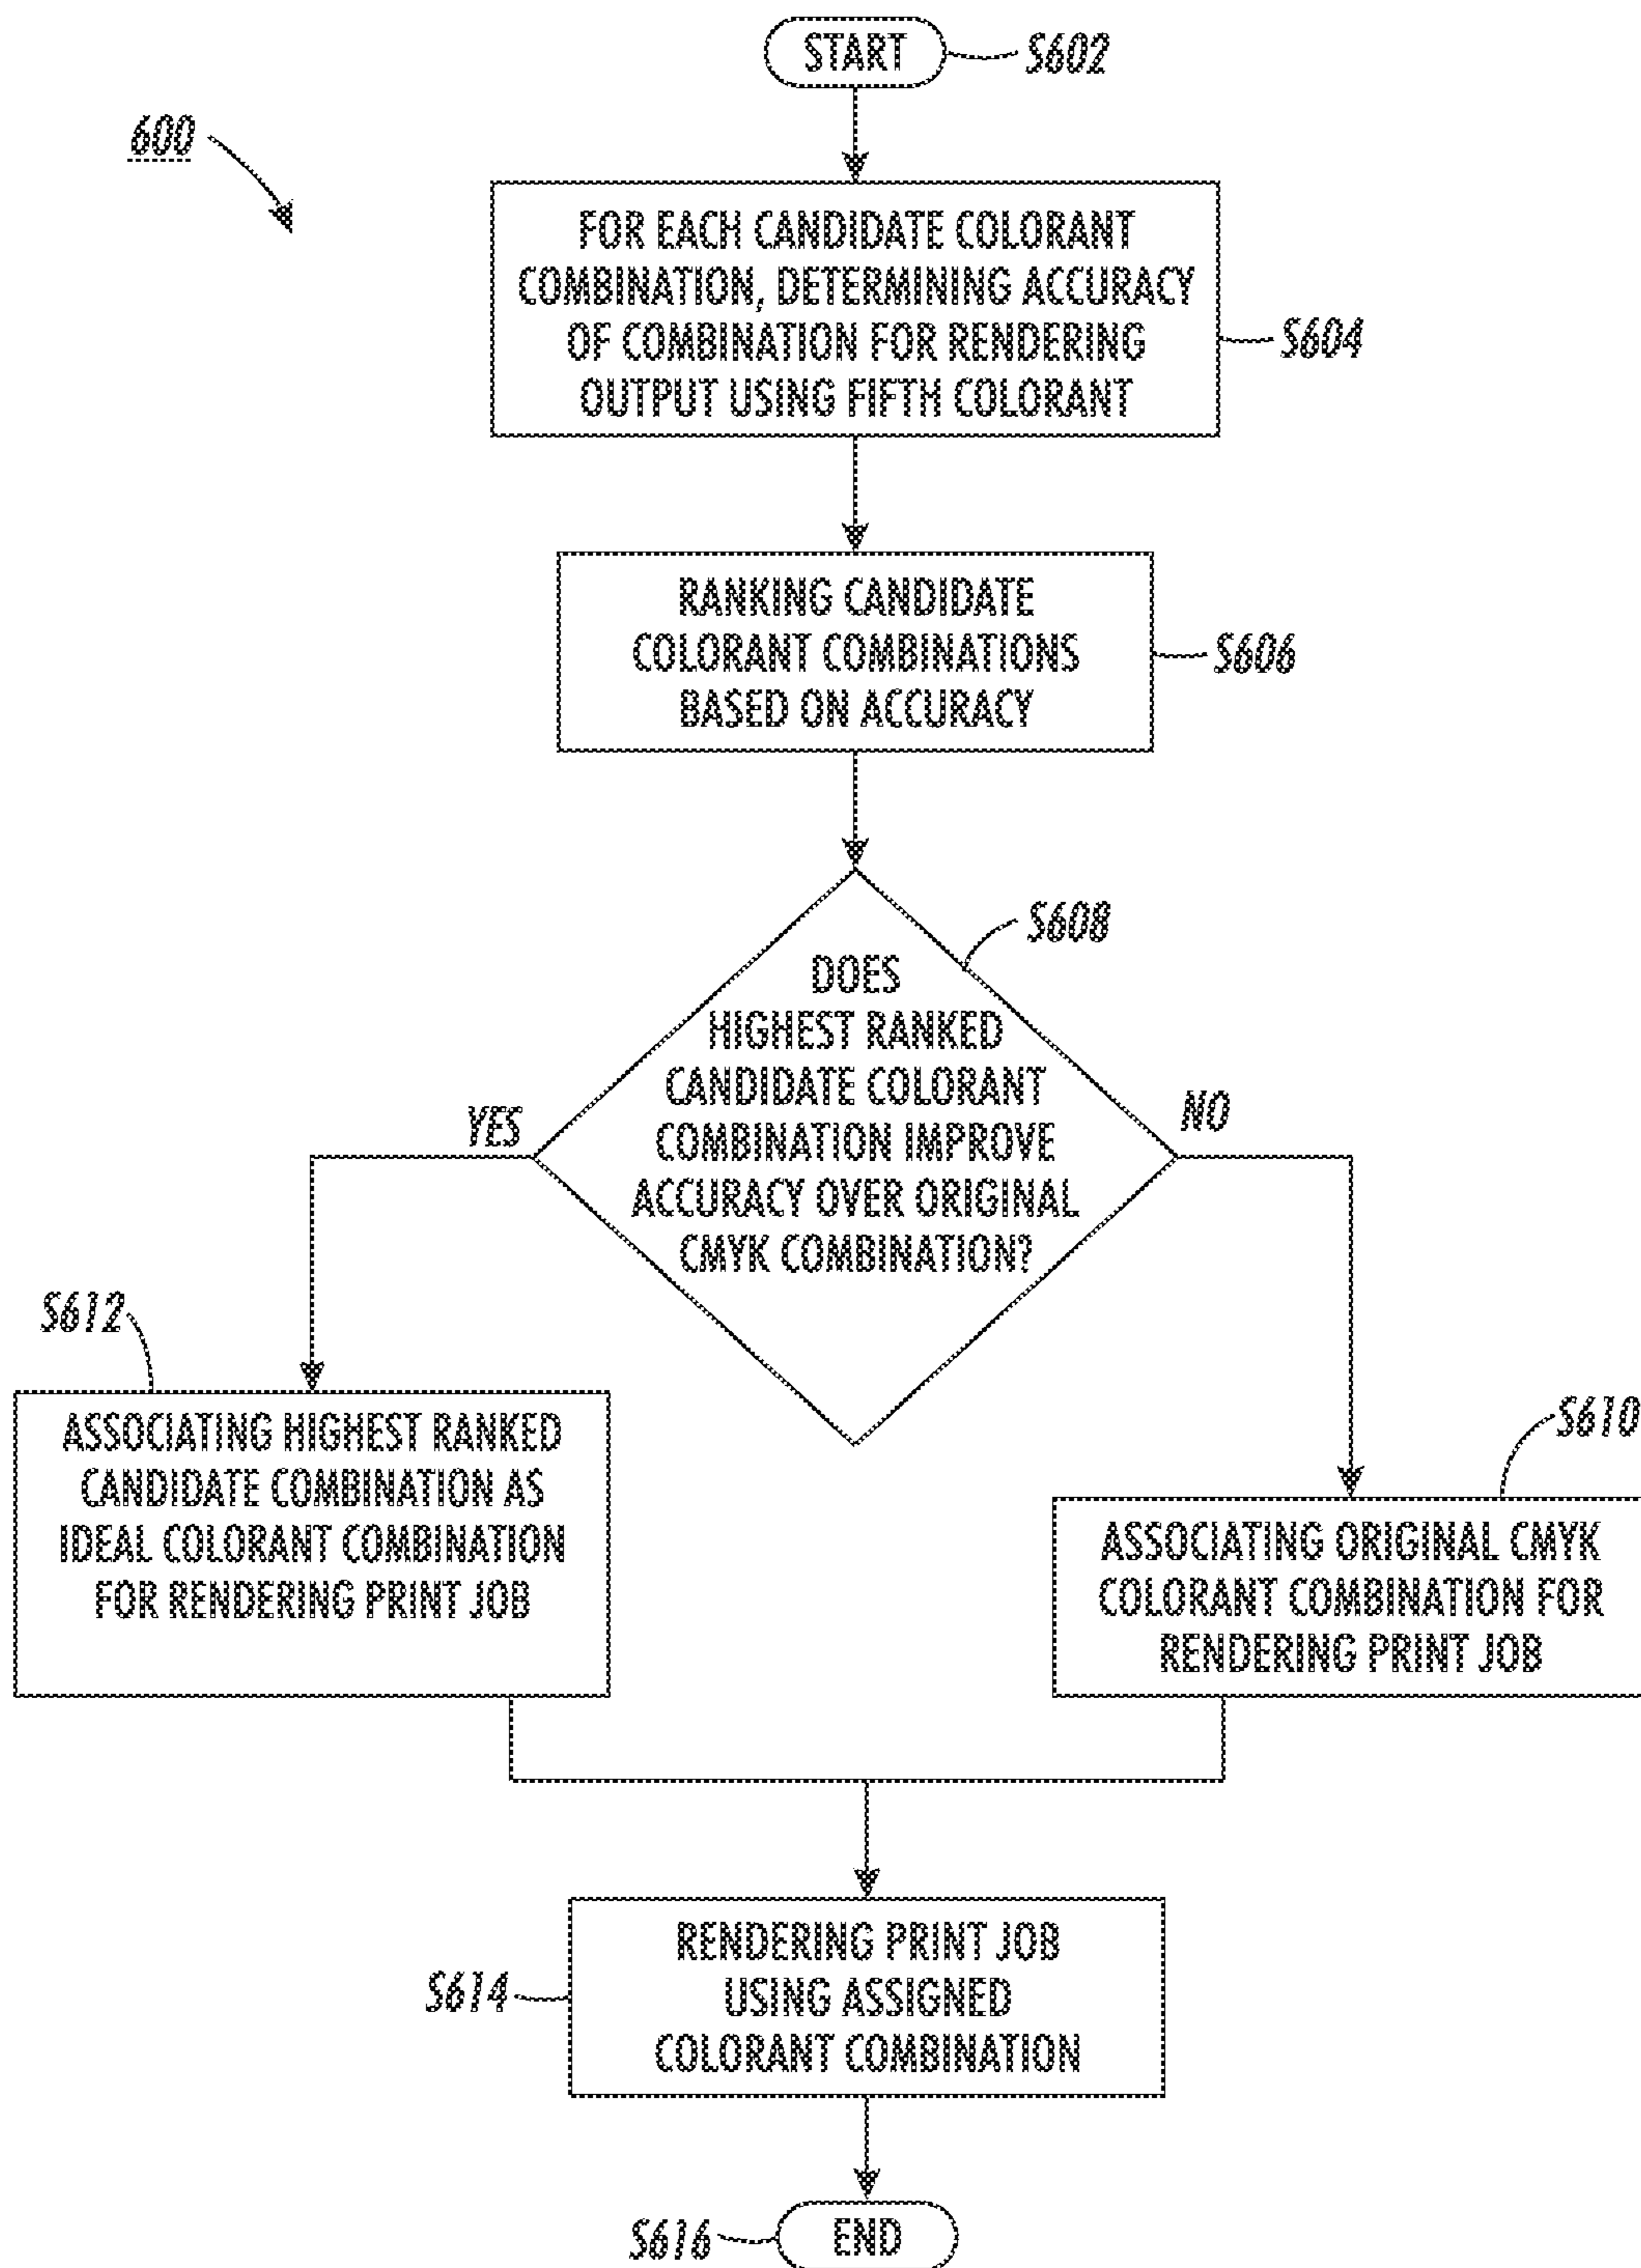 START
S602
600
FOR EACH CANDIDATE COLORANT
COMBINATION, DETERMINING ACCURACY
OF COMBINATION FOR RENDERING
OUTPUT USING FIFTH COLORANT
S604
RANKING CANDIDATE
COLORANT COMBINATIONS
BASED ON ACCURACY
S606
S608
DOES
HIGHEST RANKED
CANDIDATE COLORANT
COMBINATION IMPROVE
ACCURACY OVER ORIGINAL
CMYK COMBINATION?
YES
NO
S612
ASSOCIATING HIGHEST RANKED
CANDIDATE COMBINATION AS
IDEAL COLORANT COMBINATION
FOR RENDERING PRINT JOB
S610
ASSOCIATING ORIGINAL CMYK
COLORANT COMBINATION FOR
RENDERING PRINT JOB
S614
RENDERING PRINT JOB
USING ASSIGNED
COLORANT COMBINATION
S616
END